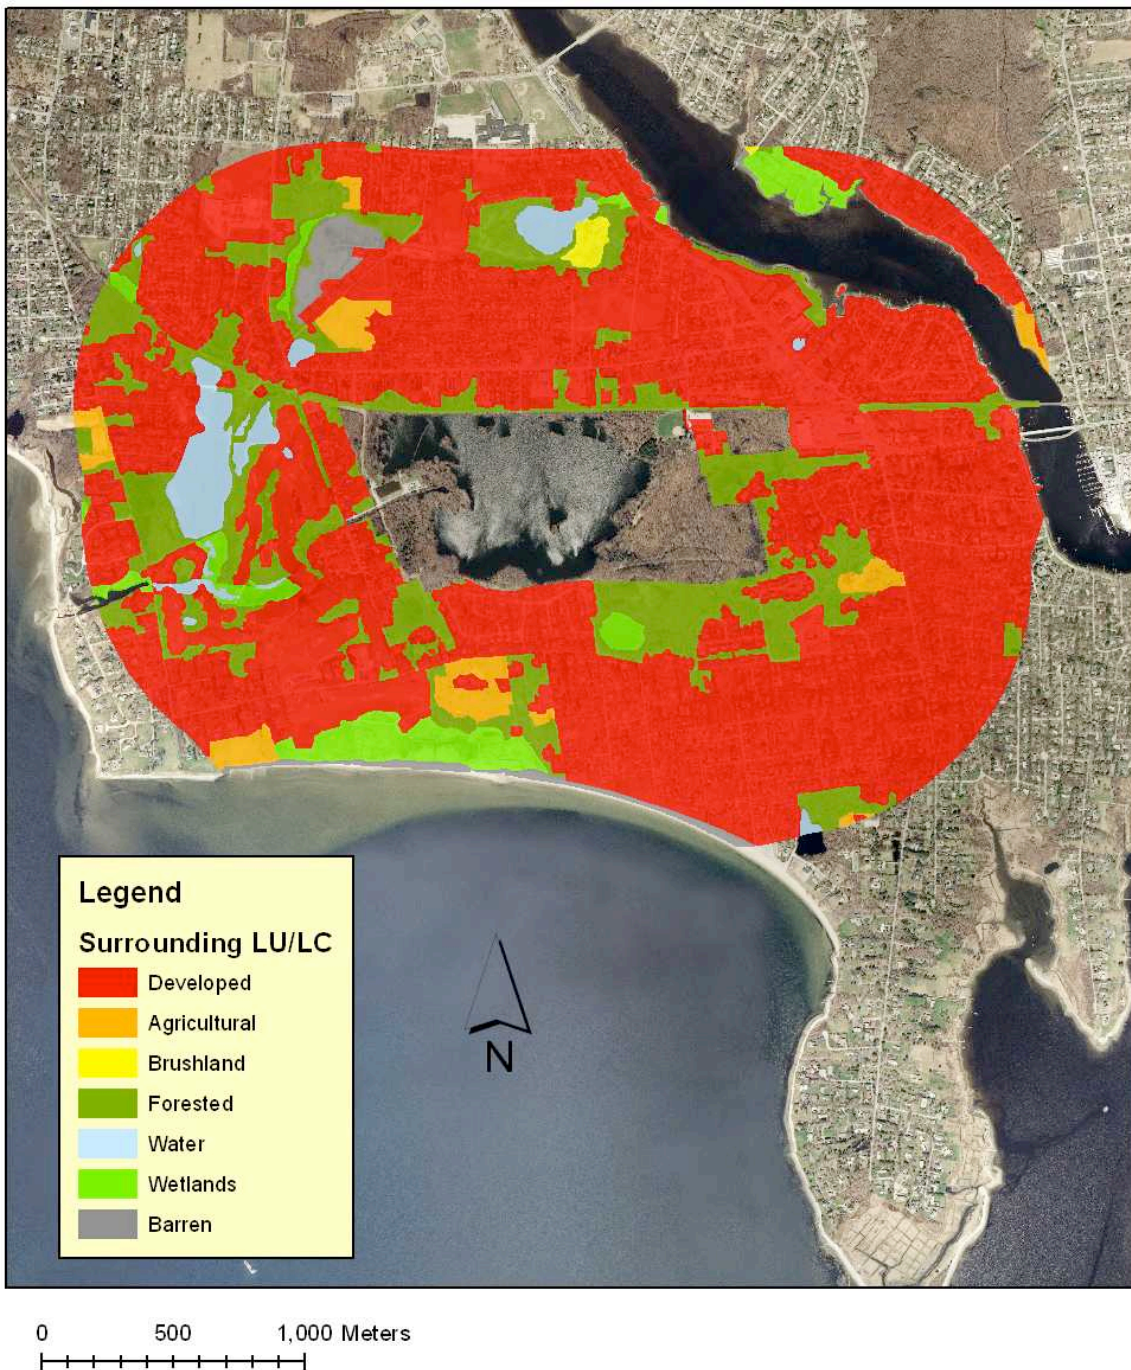 Legend
Surrounding LU/LC
Developed
Agricultural
Brushland
Forested
Water
Wetlands
Barren
N
0 500 1,000 Meters